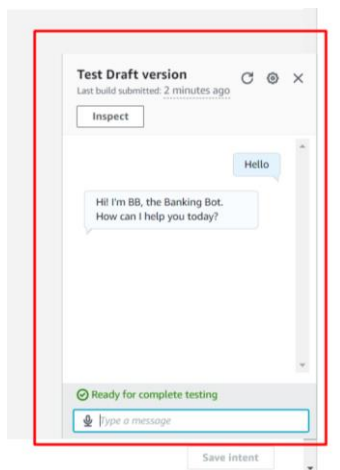 Test Draft version
Last build submitted: 2 minutes ago
Inspect
Hello
Hi! I'm BB, the Banking Bot.
How can I help you today?
Ready for complete testing
Type a message
Save intent